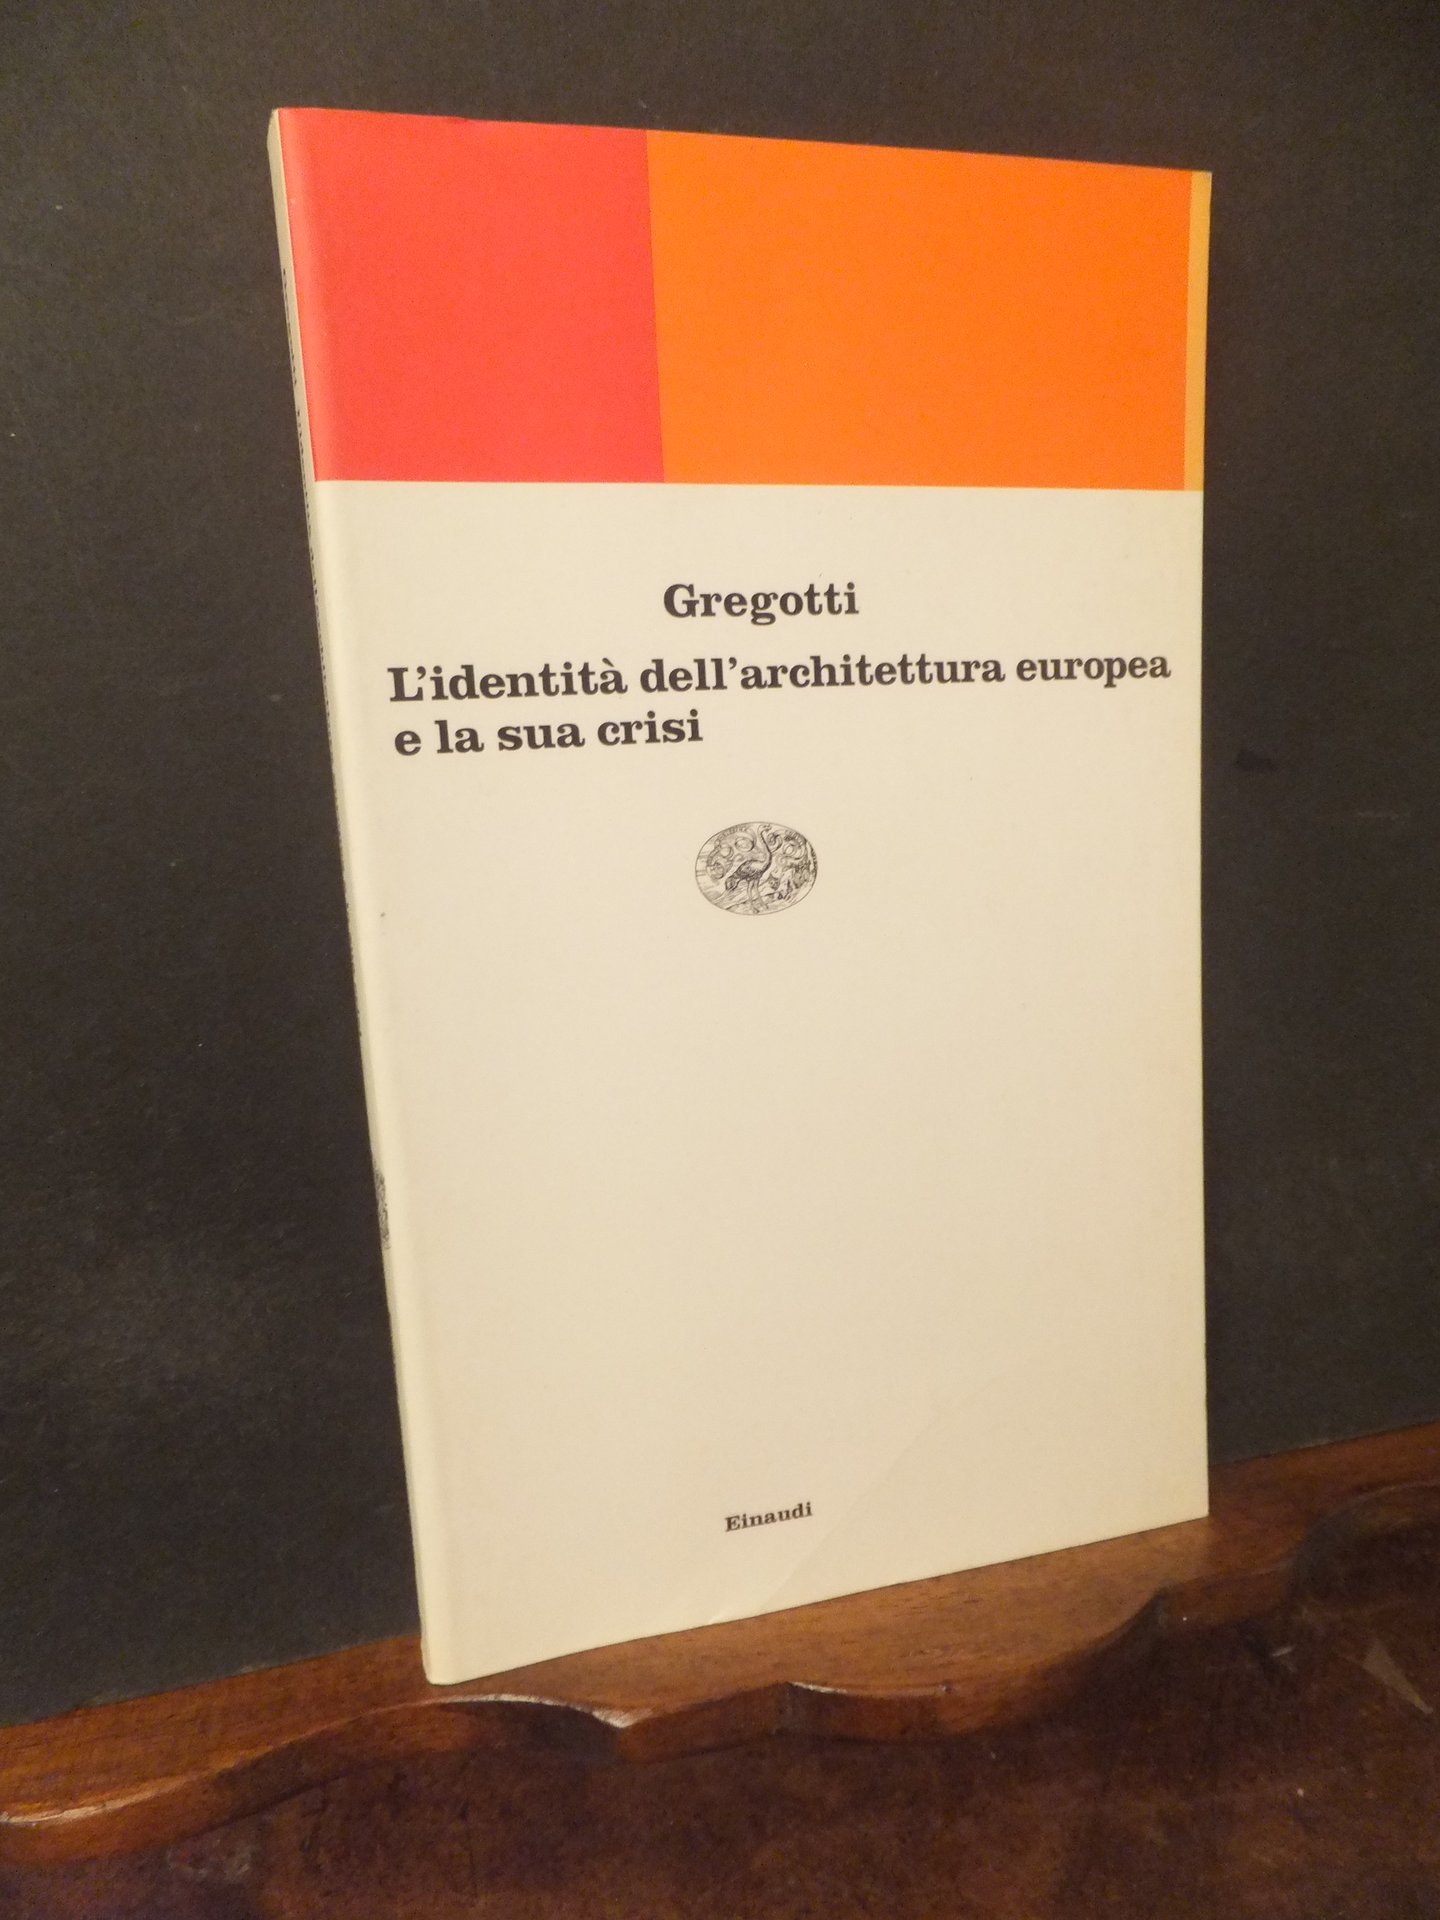 Gregotti
L'identità dell'architettura europea
e la sua crisi
Einaudi